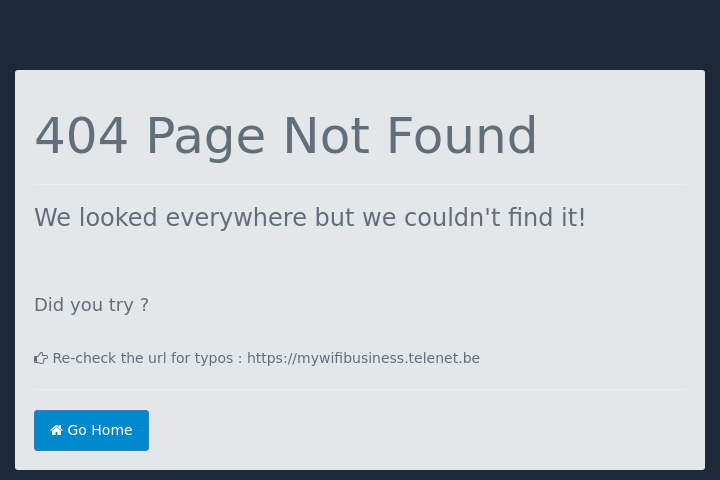 404 Page Not Found
We looked everywhere but we couldn't find it!
Did you try ?
Re-check the url for typos : https://mywifibusiness.telenet.be
Go Home